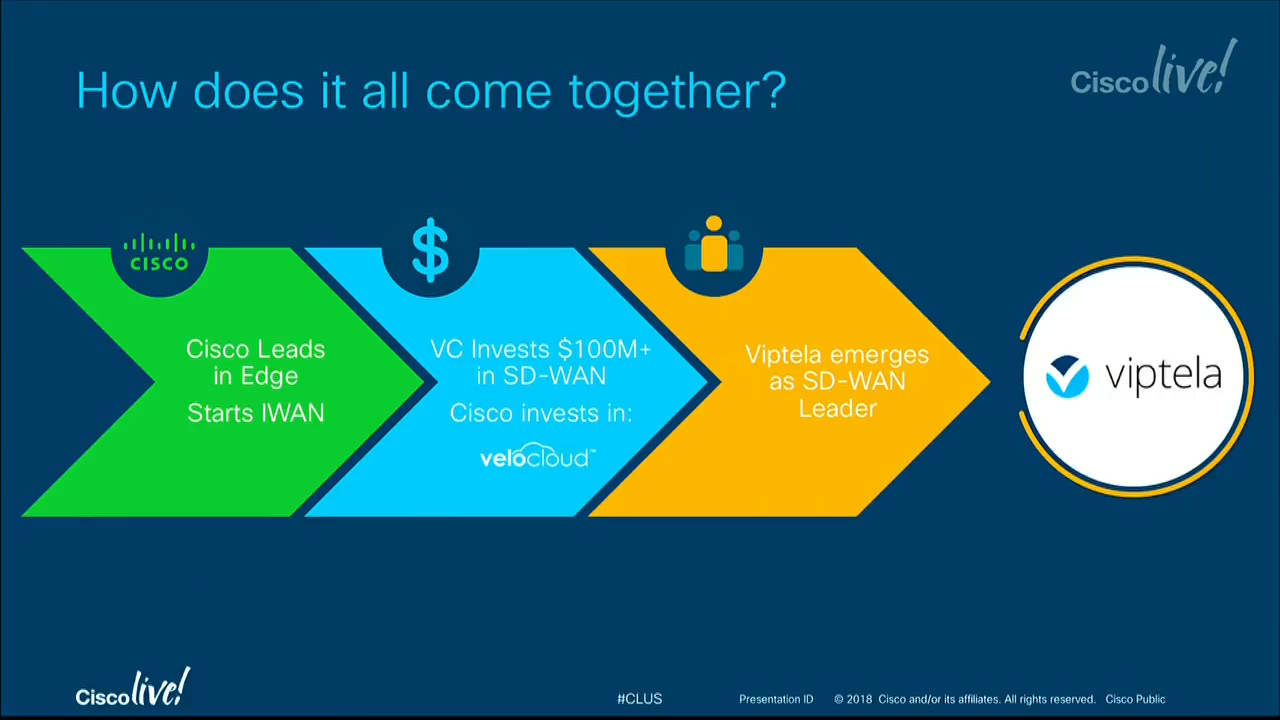 How does it all come together?
Cisco live!
CISCO
Cisco Leads
in Edge
Starts IWAN
$
VC Invests $100M+
in SD-WAN
Cisco invests in:
velocloud™
Viptela emerges
as SD-WAN
Leader
viptela
Cisco live!
#CLUS
Presentation ID
© 2018 Cisco and/or its affiliates. All rights reserved.
Cisco Public